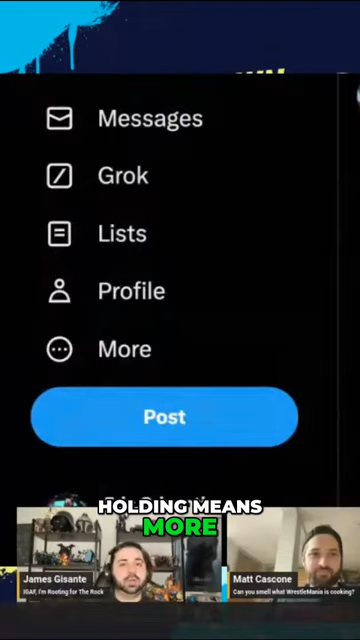 Messages
Grok
Lists
Profile
More
Post
HOLDING MEANS
MORE
James Gisante
IDAF, I'm Rooting for The Rock
Matt Cascone
Can you smell what WrestleMania is cooking?